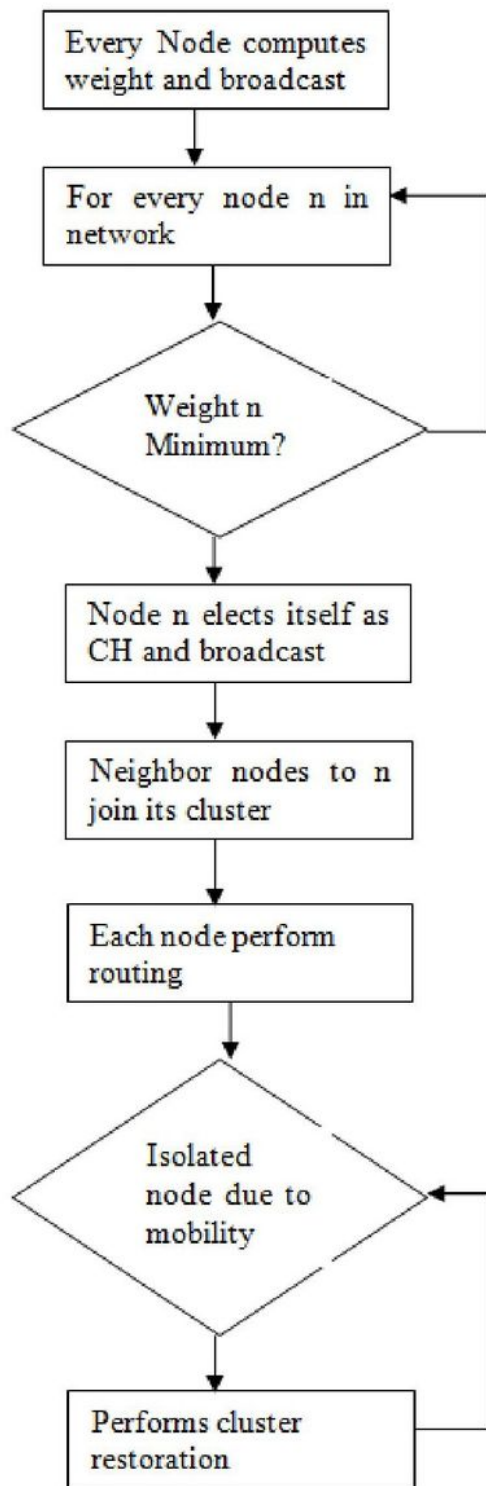 Every Node computes
weight and broadcast
For every node n in
network
Weight n
Minimum?
Node n elects itself as
CH and broadcast
Neighbor nodes to n
join its cluster
Each node perform
routing
Isolated
node due to
mobility
Performs cluster
restoration